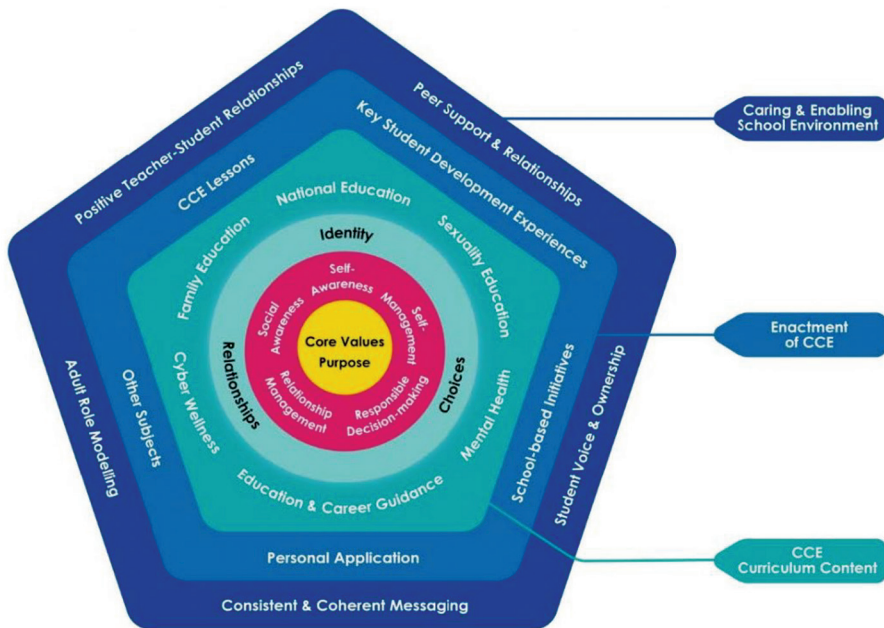 Positive Teacher-Student Relationships
Peer Support & Relationships
Caring & Enabling
School Environment
CCE Lessons
Key Student Development Experiences
National Education
Family Education
Sexuality Education
Identity
Self-
Awareness
Social
Awareness
Self-
Management
Core Values
Purpose
Enactment
of CCE
Relationships
Choices
Relationship
Management
Responsible
Decision-making
Adult Role Modelling
Other Subjects
Cyber Wellness
Mental Health
School-based Initiatives
Student Voice & Ownership
Education & Career Guidance
Personal Application
CCE
Curriculum Content
Consistent & Coherent Messaging